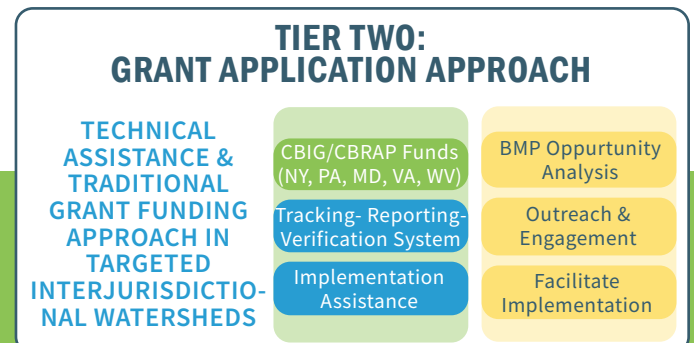 TIER TWO:
GRANT APPLICATION APPROACH
TECHNICAL
ASSISTANCE &
TRADITIONAL
GRANT FUNDING
APPROACH IN
TARGETED
INTERJURISDICTIO-
NAL WATERSHEDS
CBIG/CBRAP Funds
(NY, PA, MD, VA, WV)
Tracking- Reporting-
Verification System
Implementation
Assistance
BMP Oppurtunity
Analysis
Outreach &
Engagement
Facilitate
Implementation